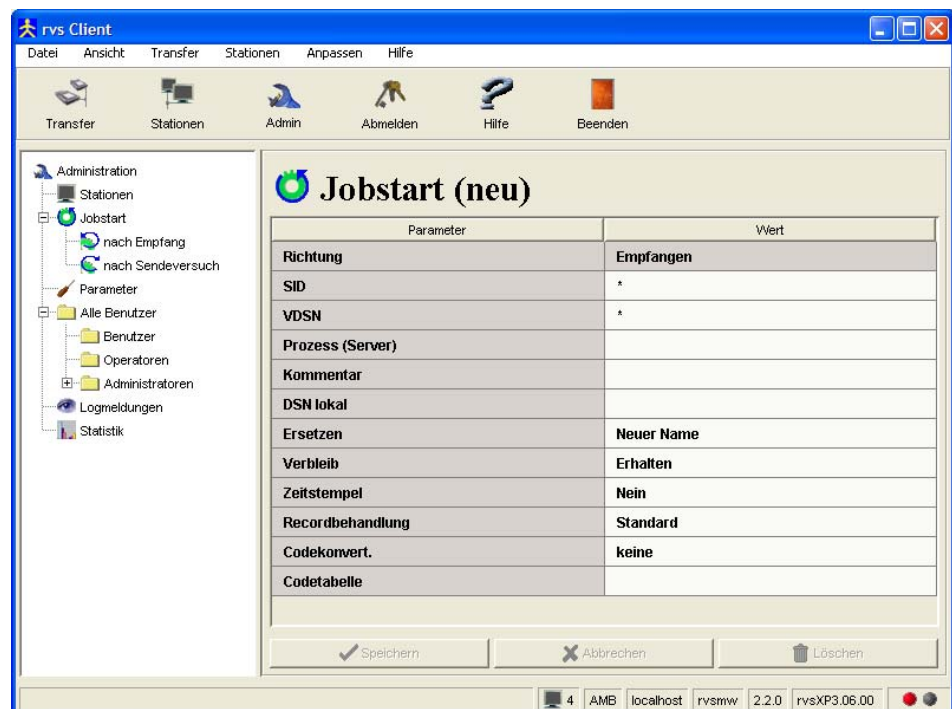 rvs Client
Datei Ansicht Transfer Stationen Anpassen Hilfe
Transfer Stationen Admin Abmelden Hilfe Beenden
Administration
Stationen
Jobstart
nach Empfang
nach Sendeversuch
Parameter
Alle Benutzer
Benutzer
Operatoren
Administratoren
Logmeldungen
Statistik
Jobstart (neu)
Parameter Wert
Richtung Empfangen
SID *
VDSN *
Prozess (Server)
Kommentar
DSN lokal
Ersetzen Neuer Name
Verbleib Erhalten
Zeitstempel Nein
Recordbehandlung Standard
Codekonvert. keine
Codetabelle
Speichern Abbrechen Löschen
4 AMB localhost rvsmw 2.2.0 rvsXP3.06.00